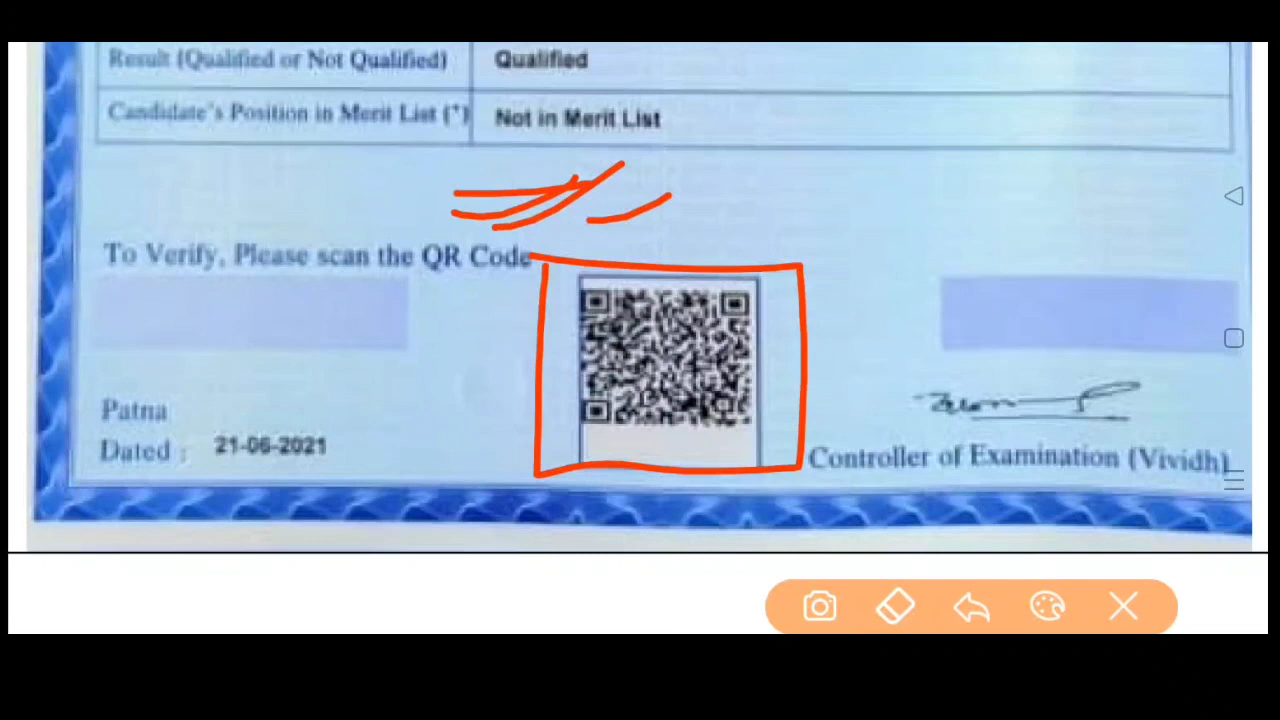 Result (Qualified or Not Qualified) Qualified
Candidate's Position in Merit List (*) Not in Merit List
To Verify, Please scan the QR Code
Patna
Dated : 21-06-2021
Controller of Examination (Vividh)